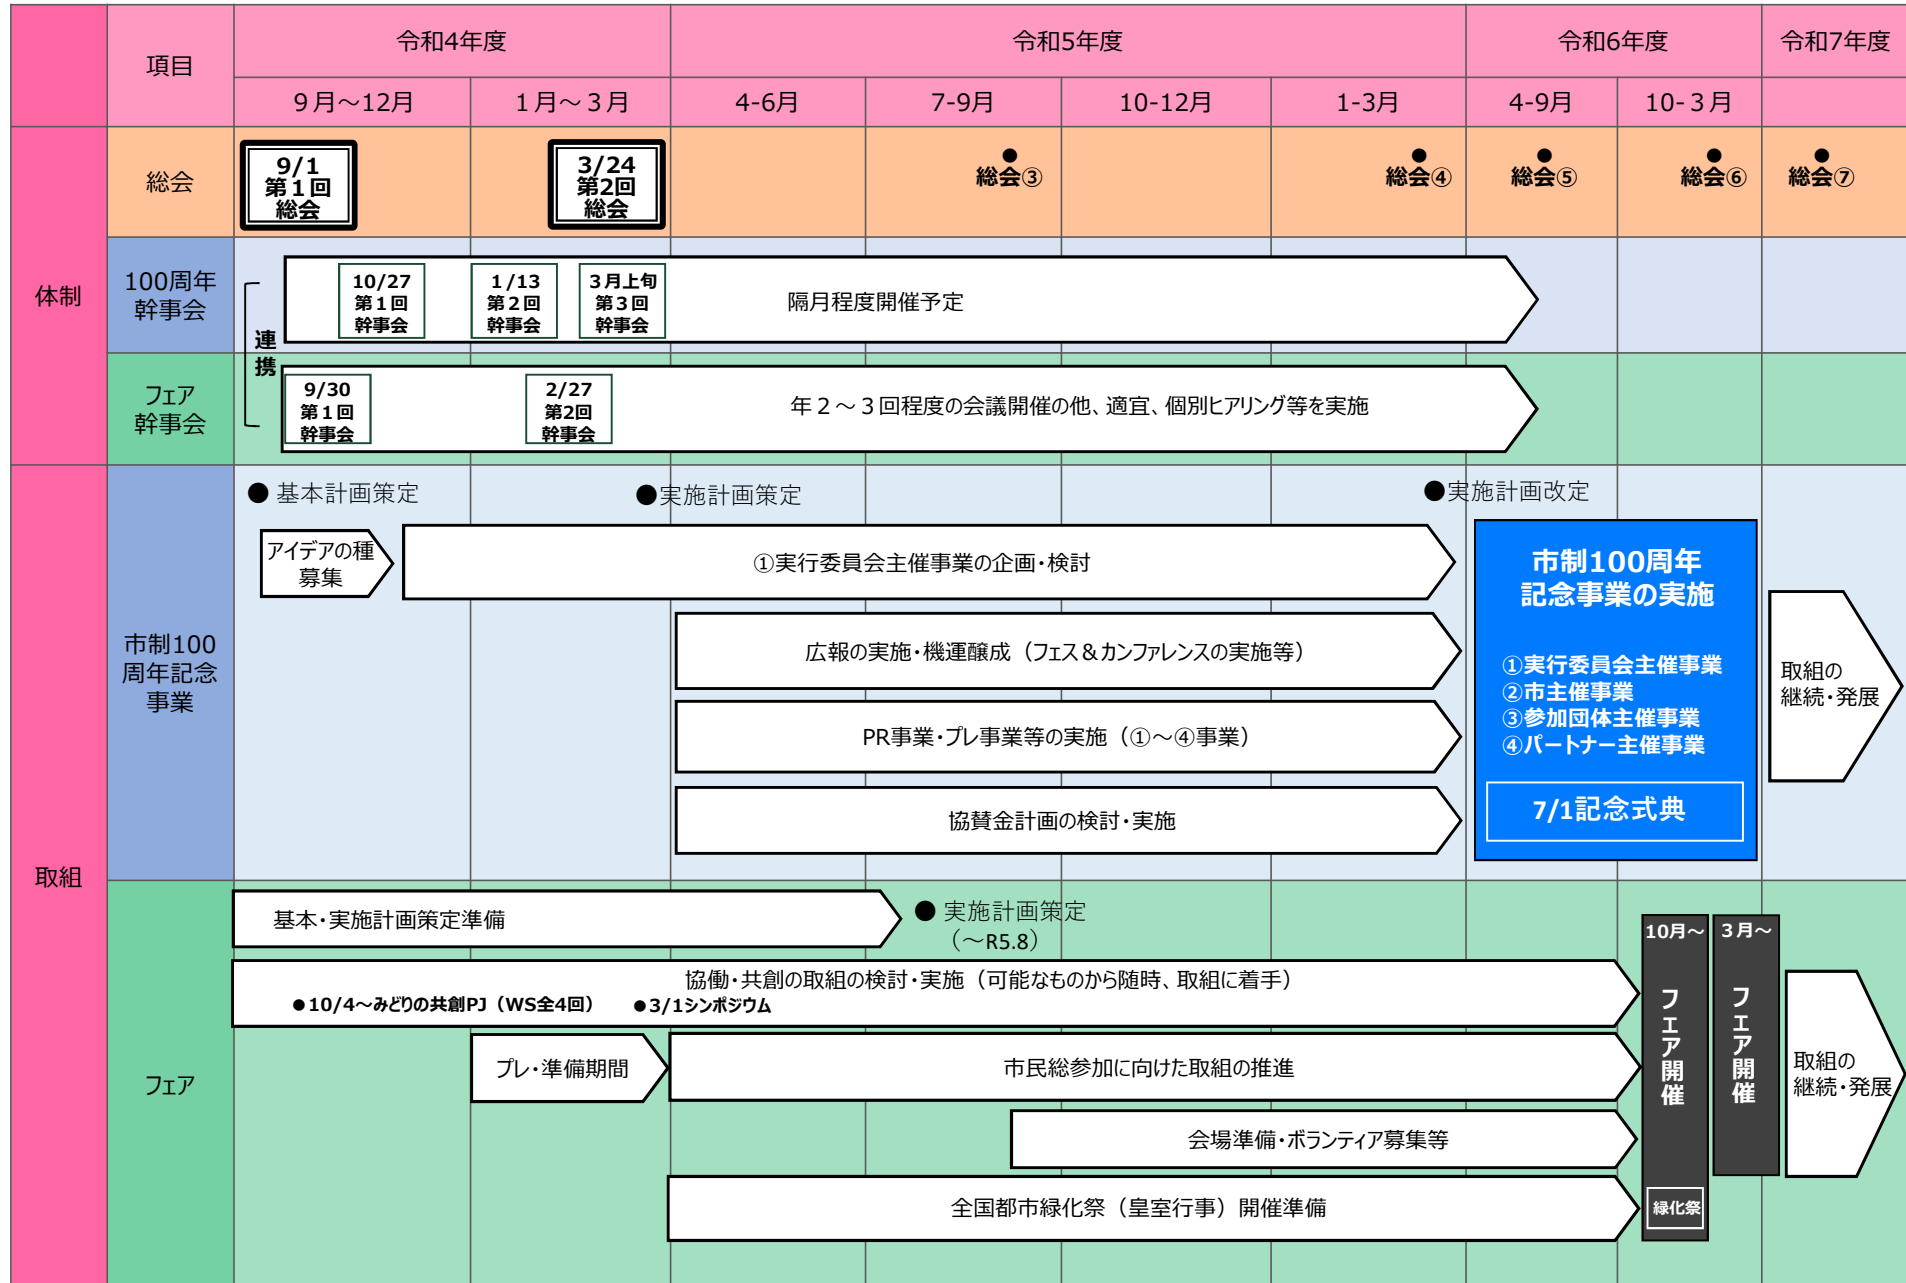 項目
令和4年度
令和5年度
令和6年度
令和7年度
9月～12月
1月～3月
4-6月
7-9月
10-12月
1-3月
4-9月
10-3月
体制
総会
9/1
第1回
総会
3/24
第2回
総会
●
総会③
●
総会④
●
総会⑤
●
総会⑥
●
総会⑦
100周年
幹事会
連
携
10/27
第1回
幹事会
1/13
第2回
幹事会
3月上旬
第3回
幹事会
隔月程度開催予定
フェア
幹事会
9/30
第1回
幹事会
2/27
第2回
幹事会
年2～3回程度の会議開催の他、適宜、個別ヒアリング等を実施
取組
市制100
周年記念
事業
●基本計画策定
●実施計画策定
●実施計画改定
アイデアの種
募集
①実行委員会主催事業の企画・検討
広報の実施・機運醸成（フェス＆カンファレンスの実施等）
PR事業・プレ事業等の実施（①～④事業）
協賛金計画の検討・実施
市制100周年
記念事業の実施
①実行委員会主催事業
②市主催事業
③参加団体主催事業
④パートナー主催事業
7/1記念式典
取組の
継続・発展
フェア
基本・実施計画策定準備
●実施計画策定
（～R5.8）
協働・共創の取組の検討・実施（可能なものから随時、取組に着手）
●10/4～みどりの共創PJ（WS全4回）
●3/1シンポジウム
プレ・準備期間
市民総参加に向けた取組の推進
会場準備・ボランティア募集等
全国都市緑化祭（皇室行事）開催準備
10月～
フェア開催
緑化祭
3月～
フェア開催
取組の
継続・発展